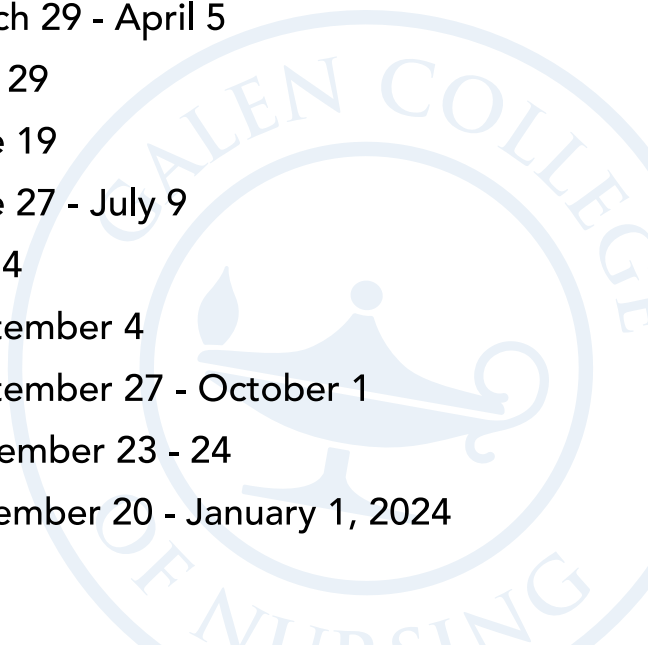 ch 29 - April 5
29
e 19
e 27 - July 9
4
tember 4
tember 27 - October 1
ember 23 - 24
ember 20 - January 1, 2024
GALEN COLLEGE
OF NURSING